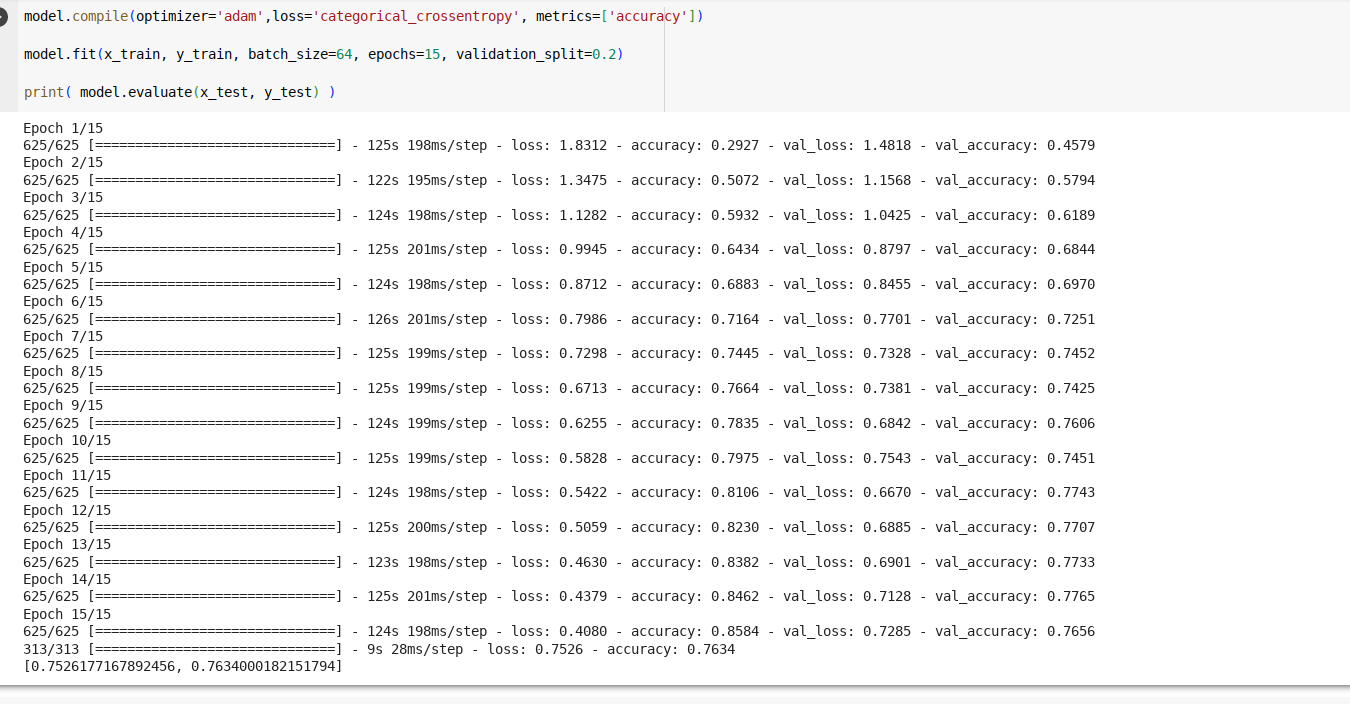 model.compile(optimizer='adam',loss='categorical_crossentropy', metrics=['accuracy'])
model.fit(x_train, y_train, batch_size=64, epochs=15, validation_split=0.2)
print( model.evaluate(x_test, y_test) )
Epoch 1/15
625/625 [==============================] - 125s 198ms/step - loss: 1.8312 - accuracy: 0.2927 - val_loss: 1.4818 - val_accuracy: 0.4579
Epoch 2/15
625/625 [==============================] - 122s 195ms/step - loss: 1.3475 - accuracy: 0.5072 - val_loss: 1.1568 - val_accuracy: 0.5794
Epoch 3/15
625/625 [==============================] - 124s 198ms/step - loss: 1.1282 - accuracy: 0.5932 - val_loss: 1.0425 - val_accuracy: 0.6189
Epoch 4/15
625/625 [==============================] - 125s 201ms/step - loss: 0.9945 - accuracy: 0.6434 - val_loss: 0.8797 - val_accuracy: 0.6844
Epoch 5/15
625/625 [==============================] - 124s 198ms/step - loss: 0.8712 - accuracy: 0.6883 - val_loss: 0.8455 - val_accuracy: 0.6970
Epoch 6/15
625/625 [==============================] - 126s 201ms/step - loss: 0.7986 - accuracy: 0.7164 - val_loss: 0.7701 - val_accuracy: 0.7251
Epoch 7/15
625/625 [==============================] - 125s 199ms/step - loss: 0.7298 - accuracy: 0.7445 - val_loss: 0.7328 - val_accuracy: 0.7452
Epoch 8/15
625/625 [==============================] - 125s 199ms/step - loss: 0.6713 - accuracy: 0.7664 - val_loss: 0.7381 - val_accuracy: 0.7425
Epoch 9/15
625/625 [==============================] - 124s 199ms/step - loss: 0.6255 - accuracy: 0.7835 - val_loss: 0.6842 - val_accuracy: 0.7606
Epoch 10/15
625/625 [==============================] - 125s 199ms/step - loss: 0.5828 - accuracy: 0.7975 - val_loss: 0.7543 - val_accuracy: 0.7451
Epoch 11/15
625/625 [==============================] - 124s 198ms/step - loss: 0.5422 - accuracy: 0.8106 - val_loss: 0.6670 - val_accuracy: 0.7743
Epoch 12/15
625/625 [==============================] - 125s 200ms/step - loss: 0.5059 - accuracy: 0.8230 - val_loss: 0.6885 - val_accuracy: 0.7707
Epoch 13/15
625/625 [==============================] - 123s 198ms/step - loss: 0.4630 - accuracy: 0.8382 - val_loss: 0.6901 - val_accuracy: 0.7733
Epoch 14/15
625/625 [==============================] - 125s 201ms/step - loss: 0.4379 - accuracy: 0.8462 - val_loss: 0.7128 - val_accuracy: 0.7765
Epoch 15/15
625/625 [==============================] - 124s 198ms/step - loss: 0.4080 - accuracy: 0.8584 - val_loss: 0.7285 - val_accuracy: 0.7656
313/313 [==============================] - 9s 28ms/step - loss: 0.7526 - accuracy: 0.7634
[0.7526177167892456, 0.7634000182151794]